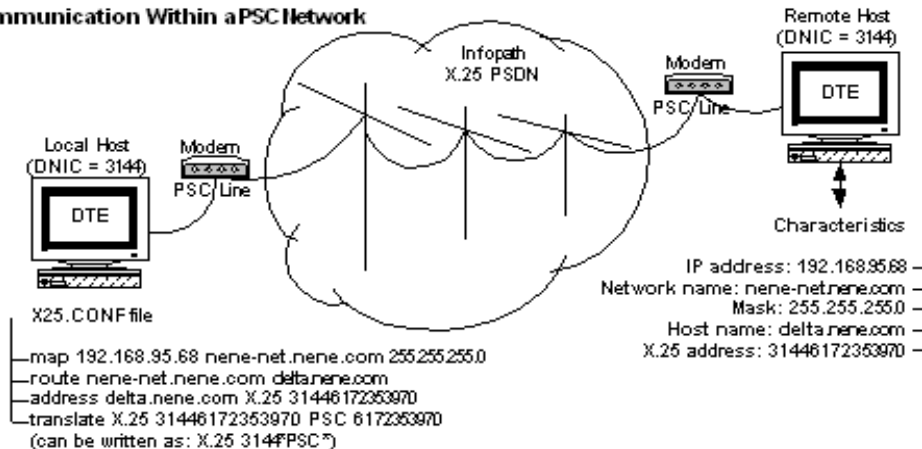 mmunication Within a PSC Network
Infopath
X.25 PSDN
Remote Host
(DNIC = 3144)
Modem
PSC Line
DTE
Local Host
(DNIC = 3144)
Modem
PSC Line
DTE
Characteristics
IP address: 192.168.95.68
Network name: nene-net.nene.com
Mask: 255.255.255.0
Host name: delta.nene.com
X.25 address: 31446172353970
X25.CONF file
map 192.168.95.68 nene-net.nene.com 255.255.255.0
route nene-net.nene.com delta.nene.com
address delta.nene.com X.25 31446172353970
translate X.25 31446172353970 PSC 6172353970
(can be written as: X.25 3144* PSC *)